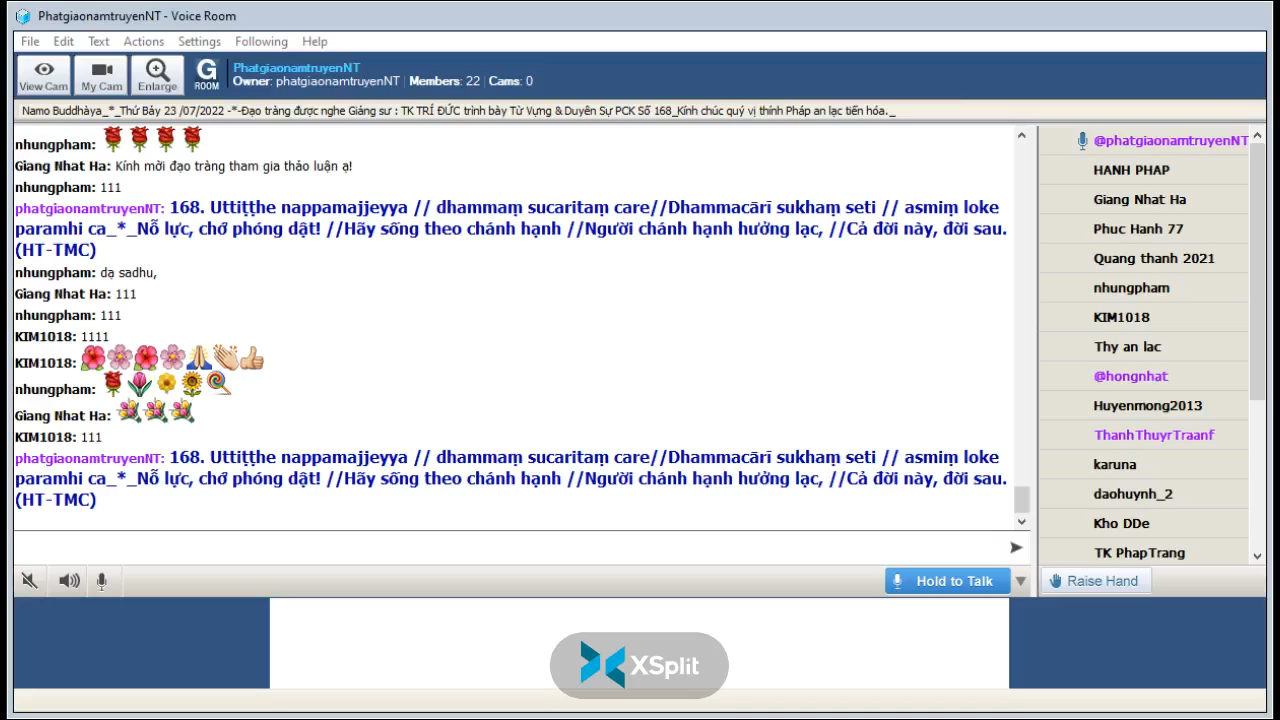 PhatgiaonamtruyenNT - Voice Room
File Edit Text Actions Settings Following Help
View Cam My Cam Enlarge G ROOM
PhatgiaonamtruyenNT
Owner: phatgiaonamtruyenNT | Members: 22 | Cams: 0
Namo Buddhàya_*_Thứ Bảy 23 /07/2022 -*-Đạo tràng được nghe Giảng sư : TK TRÍ ĐỨC trình bày Từ Vựng & Duyên Sự PCK Số 168_Kính chúc quý vị thính Pháp an lạc tiến hóa._
nhungpham:
Giang Nhat Ha: Kính mời đạo tràng tham gia thảo luận ạ!
nhungpham: 111
phatgiaonamtruyenNT: 168. Uttiṭṭhe nappamajjeyya // dhammaṃ sucaritaṃ care//Dhammacārī sukhaṃ seti // asmiṃ loke
paramhi ca_*_Nỗ lực, chớ phóng dật! //Hãy sống theo chánh hạnh //Người chánh hạnh hưởng lạc, //Cả đời này, đời sau.
(HT-TMC)
nhungpham: dạ sadhu,
Giang Nhat Ha: 111
nhungpham: 111
KIM1018: 1111
KIM1018:
nhungpham:
Giang Nhat Ha:
KIM1018: 111
phatgiaonamtruyenNT: 168. Uttiṭṭhe nappamajjeyya // dhammaṃ sucaritaṃ care//Dhammacārī sukhaṃ seti // asmiṃ loke
paramhi ca_*_Nỗ lực, chớ phóng dật! //Hãy sống theo chánh hạnh //Người chánh hạnh hưởng lạc, //Cả đời này, đời sau.
(HT-TMC)
@phatgiaonamtruyenNT
HANH PHAP
Giang Nhat Ha
Phuc Hanh 77
Quang thanh 2021
nhungpham
KIM1018
Thy an lac
@hongnhat
Huyenmong2013
ThanhThuyrTraanf
karuna
daohuynh_2
Kho DDe
TK PhapTrang
Hold to Talk
Raise Hand
XSplit